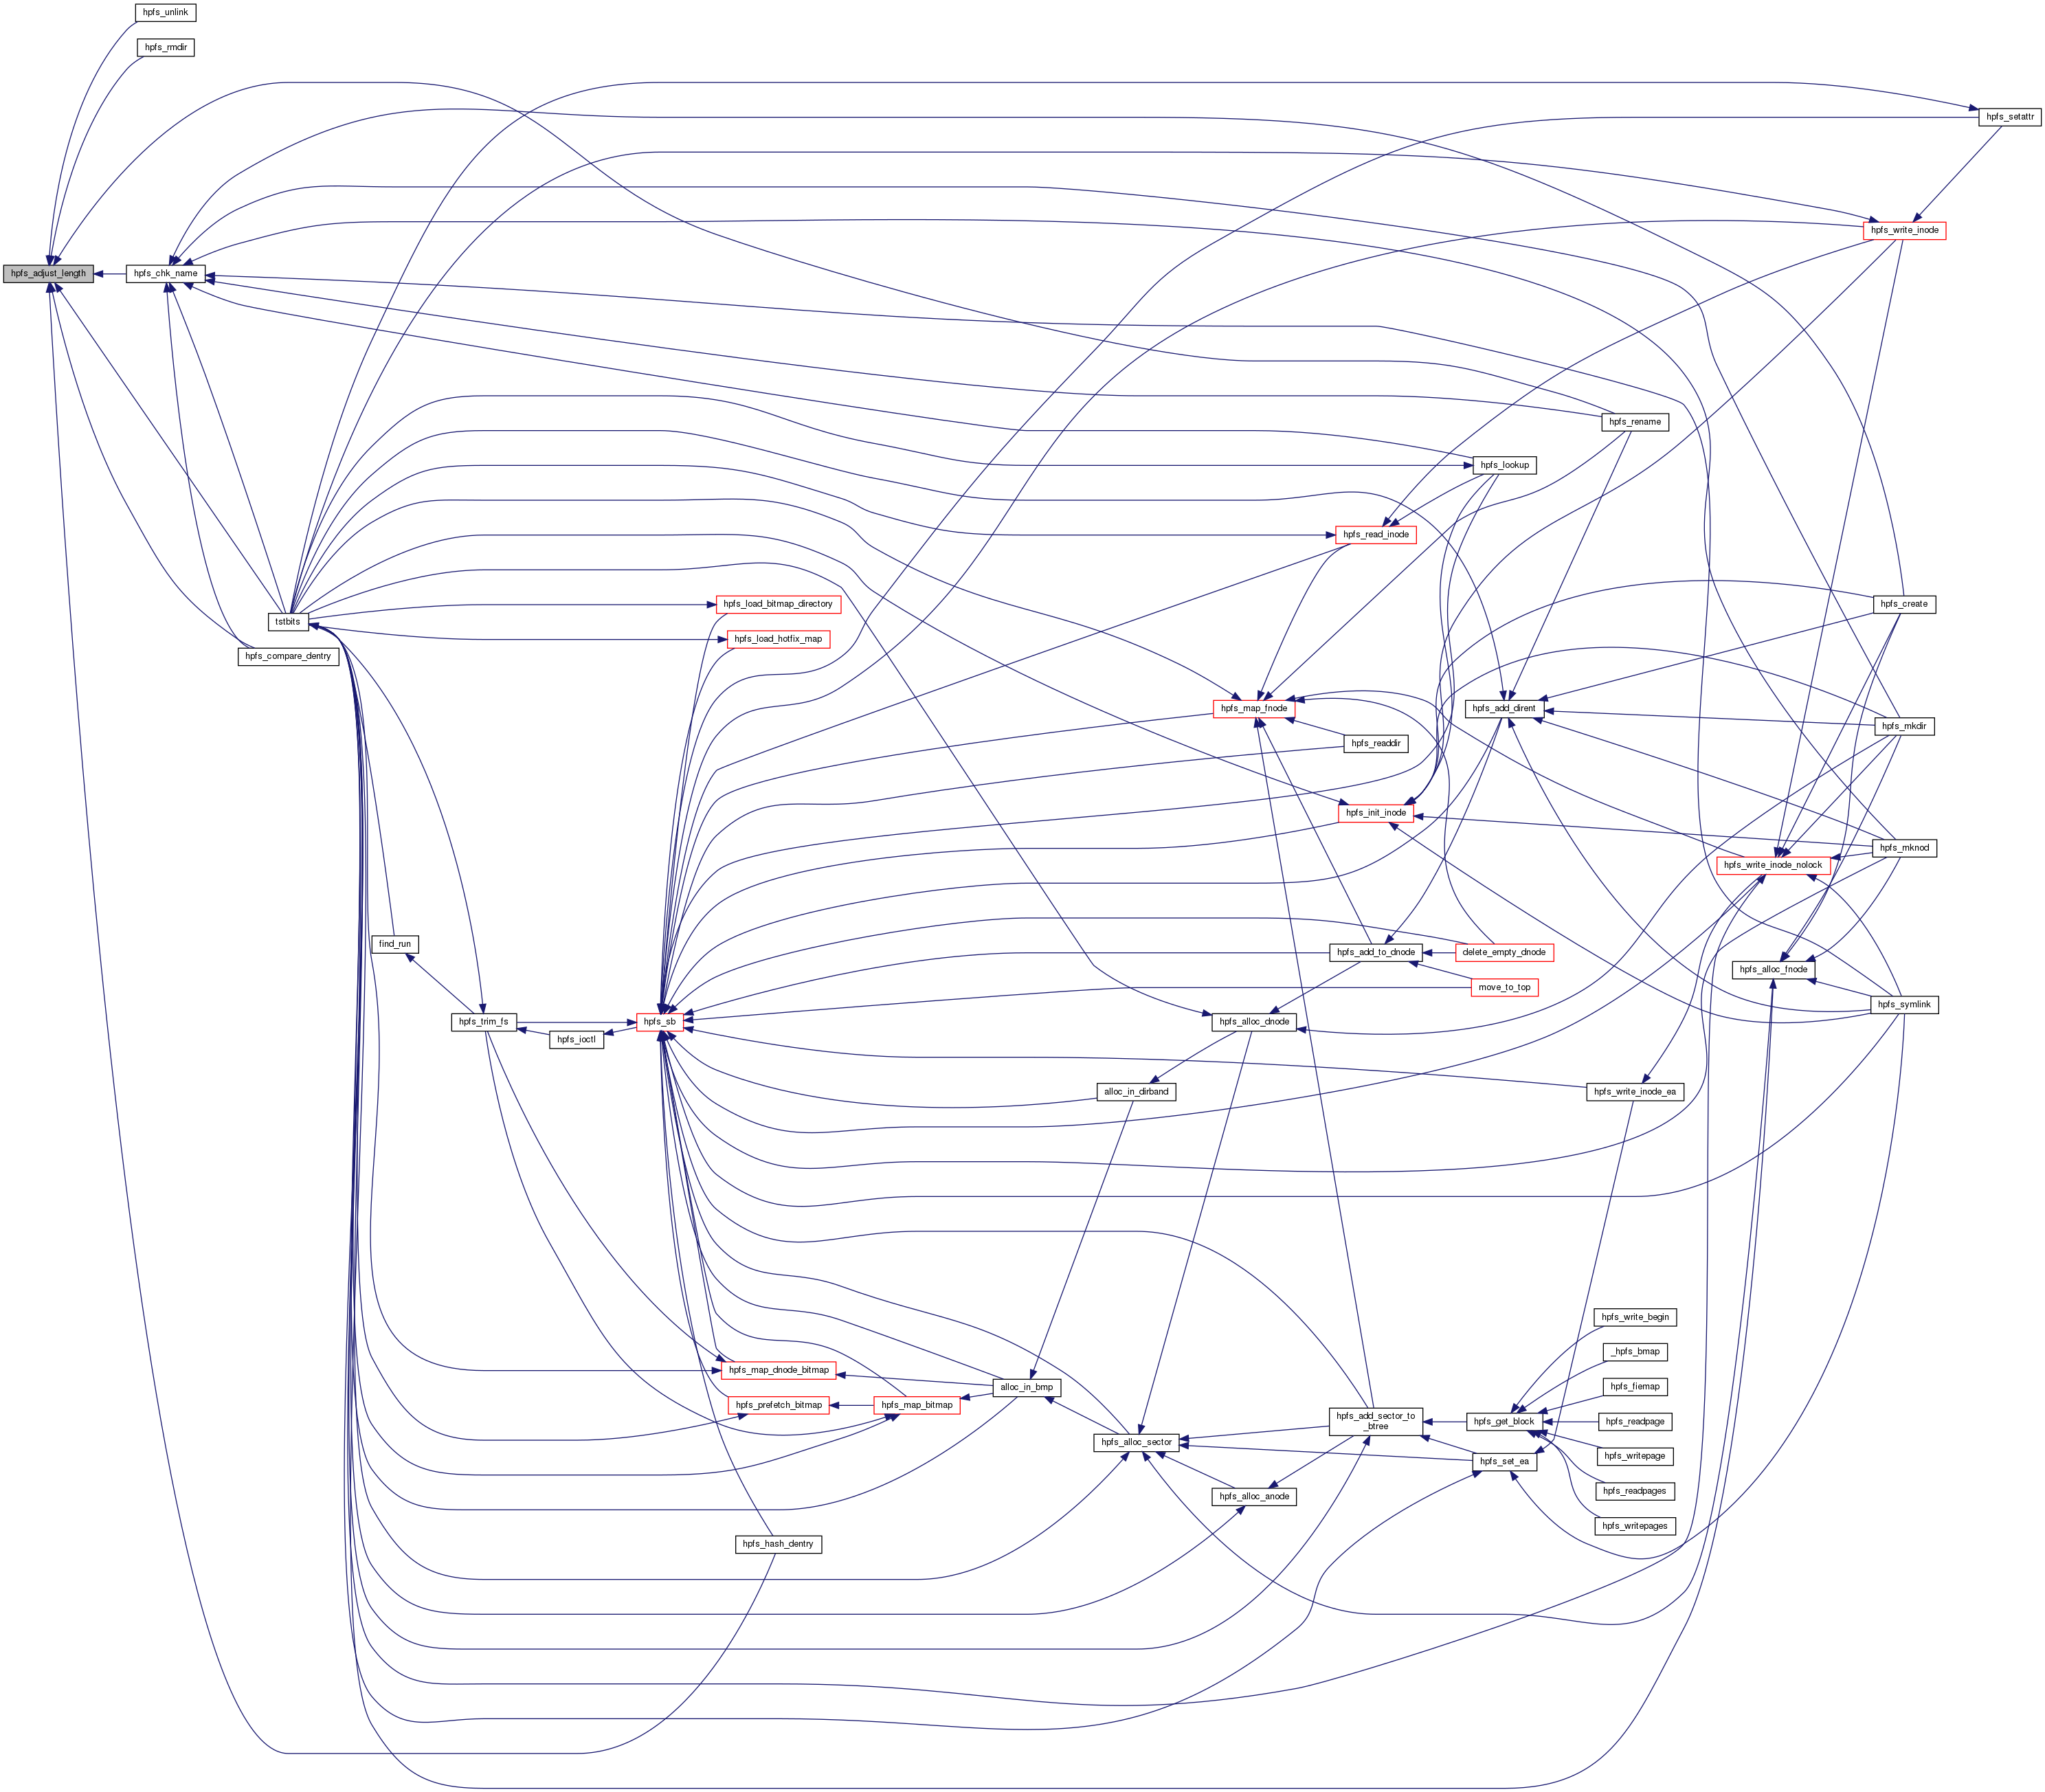 hpfs_unlink
hpfs_rmdir
hpfs_setattr
hpfs_write_inode
hpfs_adjust_length
hpfs_chk_name
hpfs_rename
hpfs_lookup
hpfs_read_inode
hpfs_load_bitmap_directory
hpfs_create
tstbits
hpfs_load_hotfix_map
hpfs_compare_dentry
hpfs_map_fnode
hpfs_add_dirent
hpfs_mkdir
hpfs_readdir
hpfs_init_inode
hpfs_mknod
hpfs_write_inode_nolock
find_run
hpfs_add_to_dnode
delete_empty_dnode
hpfs_alloc_fnode
move_to_top
hpfs_symlink
hpfs_trim_fs
hpfs_sb
hpfs_alloc_dnode
hpfs_ioctl
alloc_in_dirband
hpfs_write_inode_ea
hpfs_write_begin
_hpfs_bmap
hpfs_map_dnode_bitmap
alloc_in_bmp
hpfs_fiemap
hpfs_prefetch_bitmap
hpfs_map_bitmap
hpfs_add_sector_to
_btree
hpfs_get_block
hpfs_readpage
hpfs_alloc_sector
hpfs_writepage
hpfs_set_ea
hpfs_readpages
hpfs_alloc_anode
hpfs_writepages
hpfs_hash_dentry